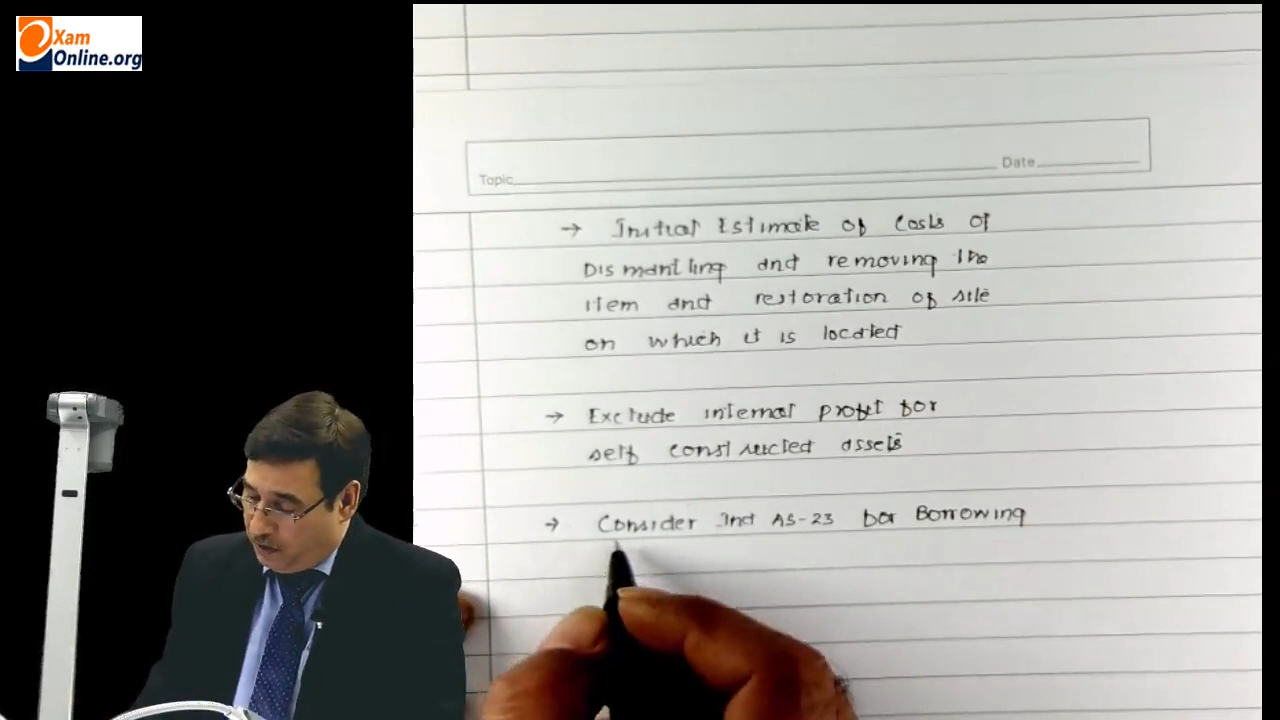 Xam
Online.org
Topic
Date
→ Initial Estimate of Costs of
Dismantling and removing the
item and restoration of site
on which it is located
→ Exclude internal profit for
self constructed assets
→ Consider Ind AS-23 for Borrowing